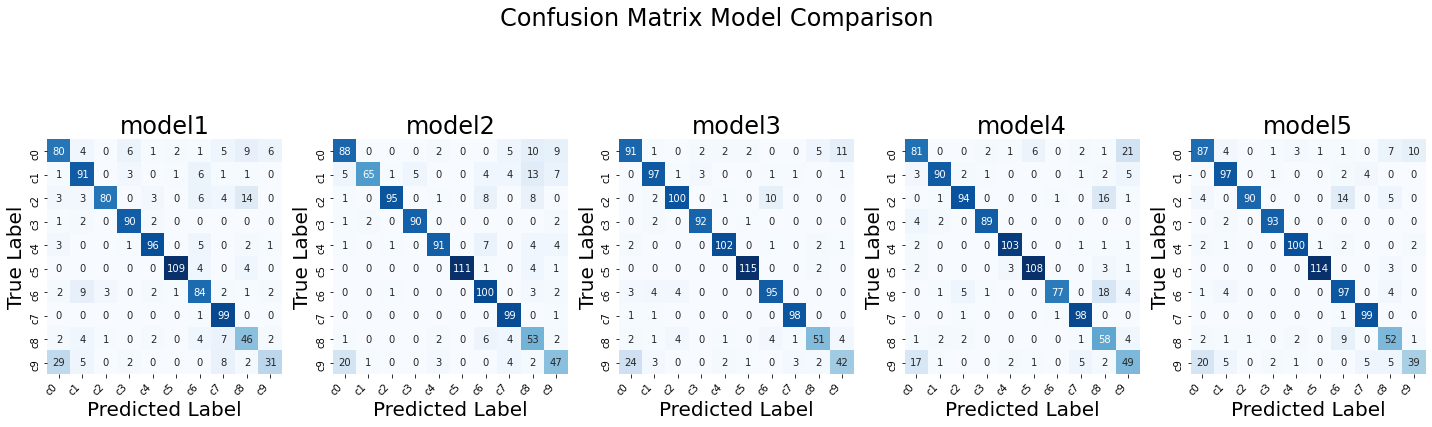 Confusion Matrix Model Comparison
model1
True Label
c0 80 4 0 6 1 2 1 5 9 6
c1 1 91 0 3 0 1 6 1 1 0
c2 3 3 80 0 3 0 6 4 14 0
c3 1 2 0 90 2 0 0 0 0 0
c4 3 0 0 1 96 0 5 0 2 1
c5 0 0 0 0 0 109 4 0 4 0
c6 2 9 3 0 2 1 84 2 1 2
c7 0 0 0 0 0 0 1 99 0 0
c8 2 4 1 0 0 0 4 7 46 2
c9 29 5 0 0 2 0 0 8 2 31
c0 c1 c2 c3 c4 c5 c6 c7 c8 c9
Predicted Label
model2
True Label
c0 88 0 0 0 2 0 0 5 10 9
c1 5 65 1 5 0 0 4 4 13 7
c2 1 0 95 0 1 0 8 0 8 0
c3 1 2 0 90 0 0 0 0 0 2
c4 1 0 1 0 91 0 7 0 4 4
c5 0 0 0 0 0 111 1 0 4 1
c6 1 0 0 0 0 0 100 0 3 2
c7 0 0 0 0 0 0 0 99 0 1
c8 1 0 0 0 2 0 6 4 53 2
c9 20 1 0 0 3 0 0 4 2 47
c0 c1 c2 c3 c4 c5 c6 c7 c8 c9
Predicted Label
model3
True Label
c0 91 1 0 2 2 2 0 0 5 11
c1 0 97 1 3 0 0 1 1 0 1
c2 0 2 100 0 1 0 10 0 0 0
c3 0 2 0 92 0 1 0 0 0 0
c4 2 0 0 0 102 1 2 0 0 1
c5 0 0 0 0 0 115 0 0 2 0
c6 3 4 4 0 0 0 95 0 0 0
c7 1 1 0 0 0 0 0 98 0 0
c8 2 1 4 0 1 0 2 1 51 4
c9 24 3 1 0 0 2 0 3 2 42
c0 c1 c2 c3 c4 c5 c6 c7 c8 c9
Predicted Label
model4
True Label
c0 81 0 0 2 1 6 0 2 1 21
c1 3 90 2 1 0 0 0 1 2 5
c2 0 1 94 0 1 0 0 0 16 1
c3 4 2 0 89 0 0 0 0 0 0
c4 2 0 0 0 103 0 0 1 1 1
c5 2 0 0 0 3 108 0 0 3 1
c6 0 1 5 1 0 0 77 0 18 4
c7 0 0 1 0 0 0 1 98 0 0
c8 1 2 2 0 0 0 0 1 58 4
c9 17 1 0 0 2 1 0 5 2 49
c0 c1 c2 c3 c4 c5 c6 c7 c8 c9
Predicted Label
model5
True Label
c0 87 4 0 1 3 1 1 0 7 10
c1 0 97 0 1 0 0 2 4 0 0
c2 4 0 90 0 0 0 14 0 5 0
c3 0 2 0 93 0 0 0 0 0 0
c4 2 1 0 0 100 1 2 0 0 2
c5 0 0 0 0 0 114 0 0 3 0
c6 1 4 0 0 0 0 97 0 4 0
c7 0 0 0 0 0 0 1 99 0 0
c8 2 1 1 0 2 0 9 0 52 1
c9 20 5 0 2 1 0 0 5 5 39
c0 c1 c2 c3 c4 c5 c6 c7 c8 c9
Predicted Label